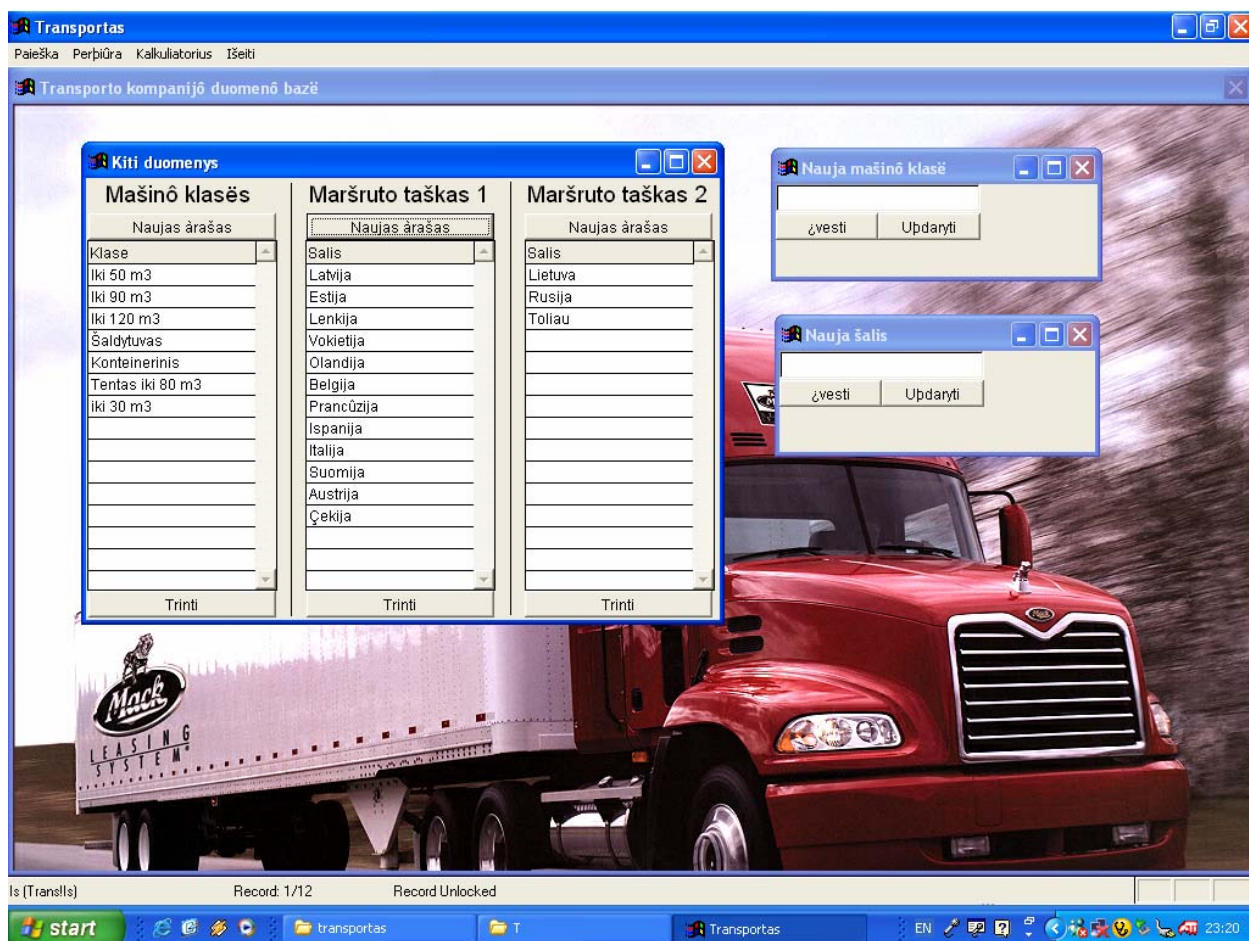 Transportas
Paieška Perþiûra Kalkuliatorius Išeiti
Transporto kompanijô duomenô bazë
Kiti duomenys
Mašinô klasës
Naujas àrašas
Klase
Iki 50 m3
Iki 90 m3
Iki 120 m3
Šaldytuvas
Konteinerinis
Tentas iki 80 m3
iki 30 m3
Trinti
Maršruto taškas 1
Naujas àrašas
Salis
Latvija
Estija
Lenkija
Vokietija
Olandija
Belgija
Prancûzija
Ispanija
Italija
Suomija
Austrija
Çekija
Trinti
Maršruto taškas 2
Naujas àrašas
Salis
Lietuva
Rusija
Toliau
Trinti
Nauja mašinô klasë
¿vesti Uþdaryti
Nauja šalis
¿vesti Uþdaryti
Mack
LEASING
SYSTEM®
ls (Trans!ls) Record: 1/12 Record Unlocked
start transportas T Transportas EN 23:20